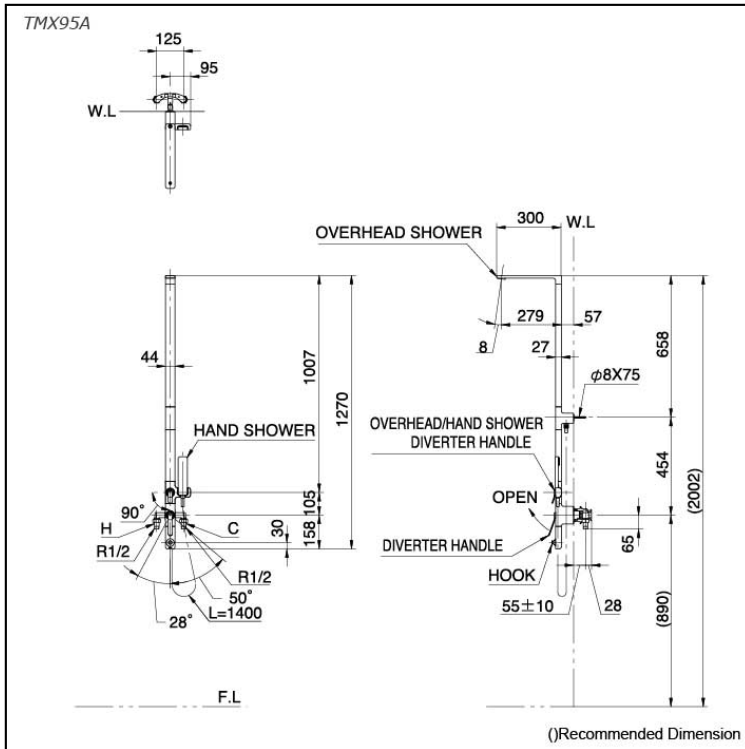 TMX95A
125
95
W.L
300
W.L
OVERHEAD SHOWER
279
57
8
27
44
1007
1270
658
φ8X75
HAND SHOWER
OVERHEAD/HAND SHOWER
DIVERTER HANDLE
454
(2002)
90°
105
OPEN
H
C
30
158
65
R1/2
DIVERTER HANDLE
R1/2
HOOK
50°
L=1400
28°
55±10
28
(890)
F.L
()Recommended Dimension